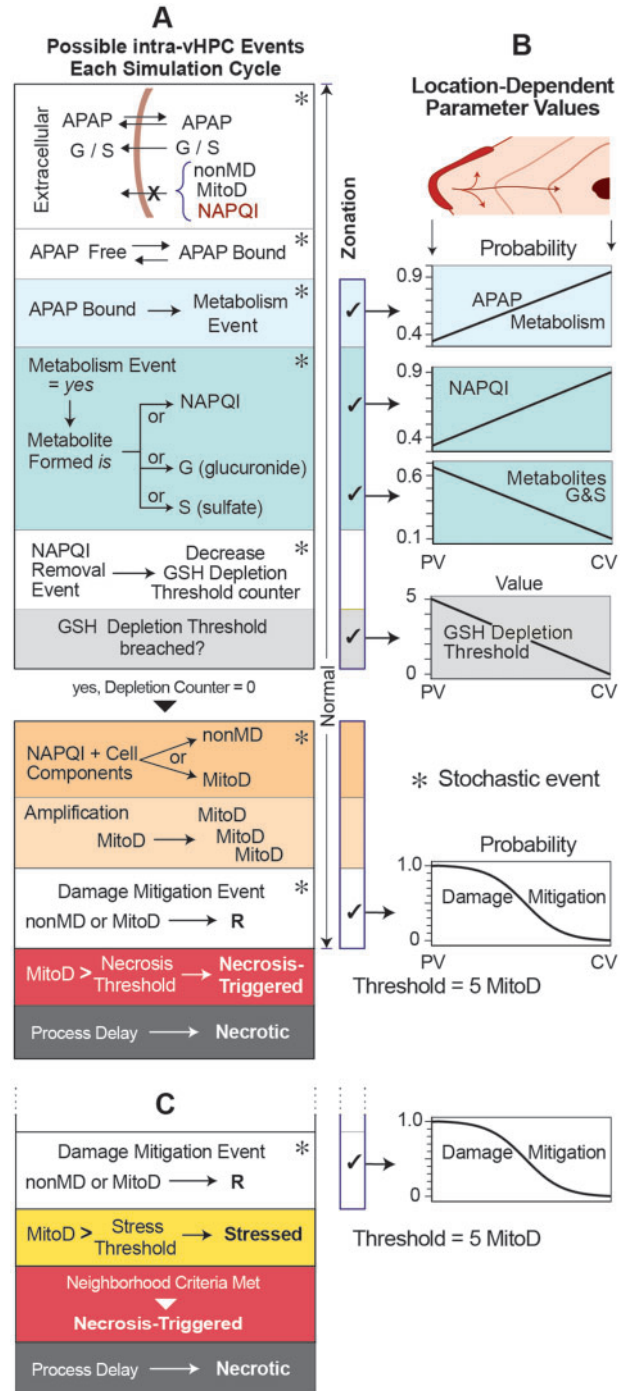 A
Possible intra-vHPC Events
Each Simulation Cycle
Extracellular
APAP APAP *
G / S G / S
nonMD
X MitoD
NAPQI
APAP Free APAP Bound *
APAP Bound Metabolism *
Event
Metabolism Event *
= yes
NAPQI
or
Metabolite
Formed is
or
G (glucuronide)
or
S (sulfate)
NAPQI Decrease *
Removal GSH Depletion
Event Threshold counter
GSH Depletion Threshold
breached?
yes, Depletion Counter = 0
nonMD *
NAPQI + Cell or
Components MitoD
Amplification MitoD
MitoD MitoD
MitoD
Damage Mitigation Event *
nonMD or MitoD R
MitoD > Necrosis Necrosis-
Threshold Triggered
Process Delay Necrotic
Normal
Zonation
✓
✓
✓
✓
✓
B
Location-Dependent
Parameter Values
Probability
0.9
APAP
Metabolism
0.4
0.9
NAPQI
0.4
0.6
Metabolites
G&S
0.1
PV CV
Value
5
GSH Depletion
Threshold
0
PV CV
* Stochastic event
Probability
1.0
Damage Mitigation
0
PV CV
Threshold = 5 MitoD
C
Damage Mitigation Event *
nonMD or MitoD R
✓
1.0
Damage Mitigation
0
MitoD > Stress Stressed
Threshold
Threshold = 5 MitoD
Neighborhood Criteria Met
Necrosis-Triggered
Process Delay Necrotic